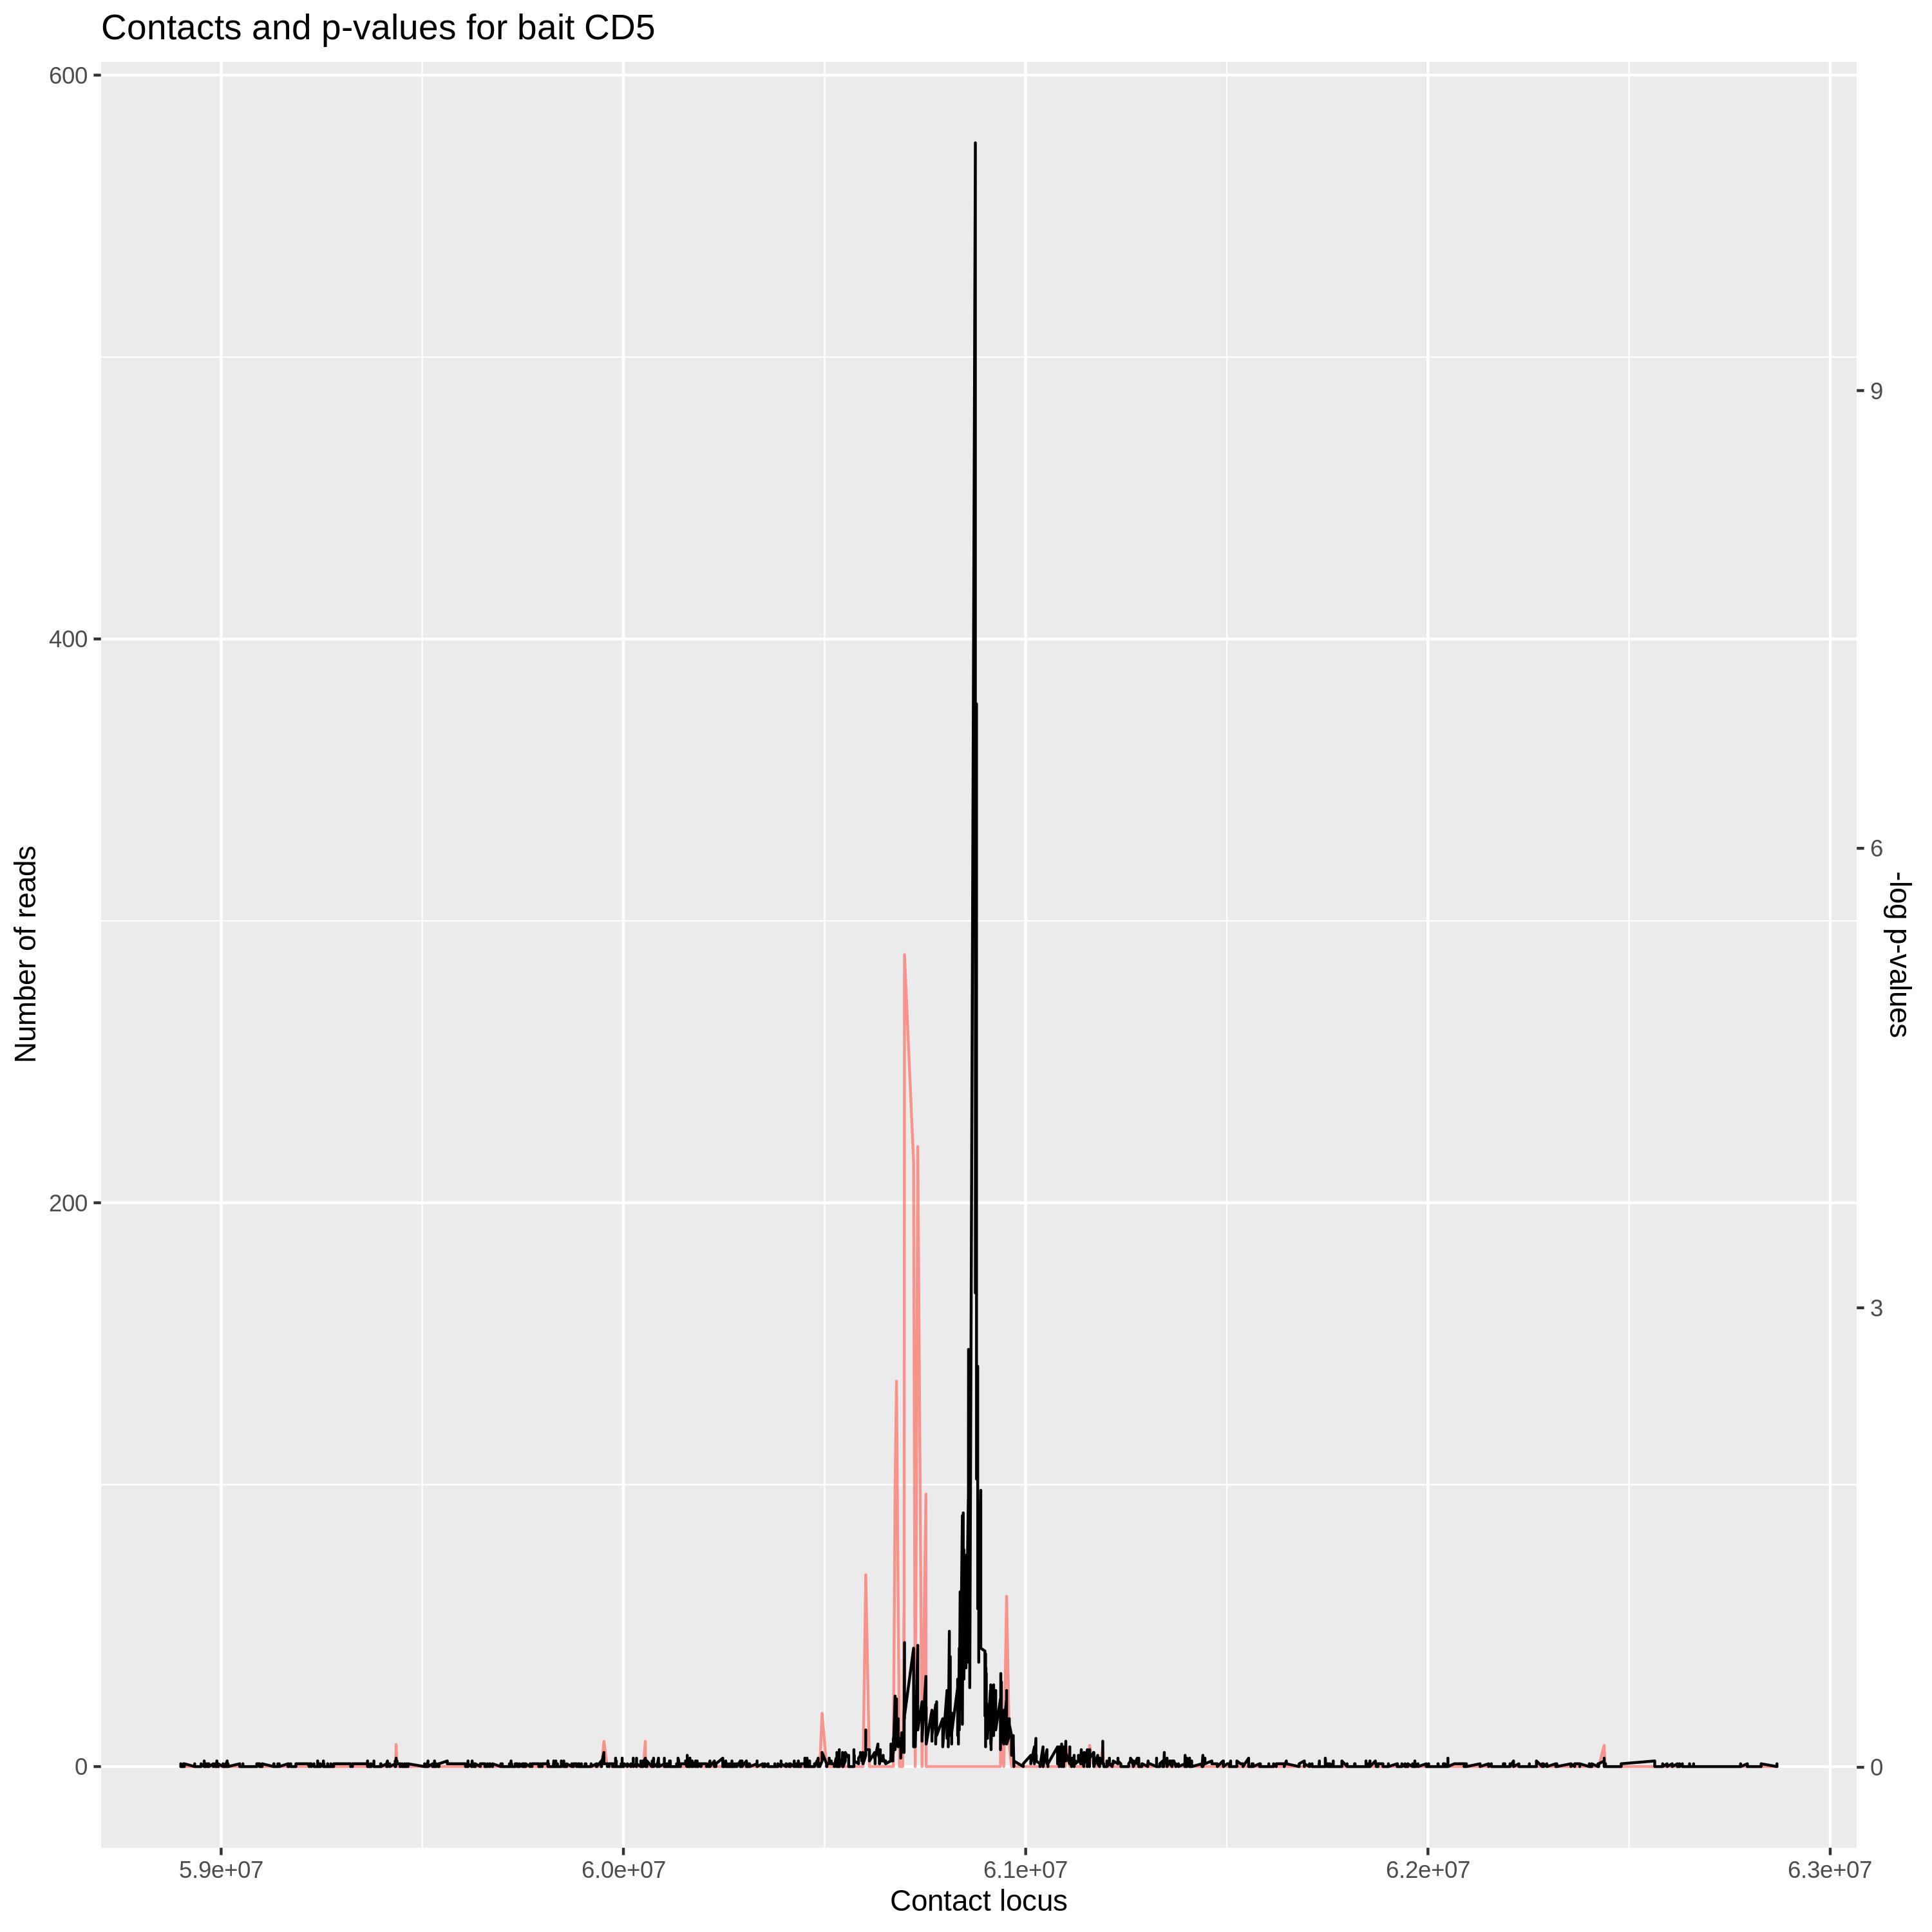 Contacts and p-values for bait CD5
600
400
200
0
Number of reads
9
6
3
0
-log p-values
5.9e+07 6.0e+07 6.1e+07 6.2e+07 6.3e+07
Contact locus